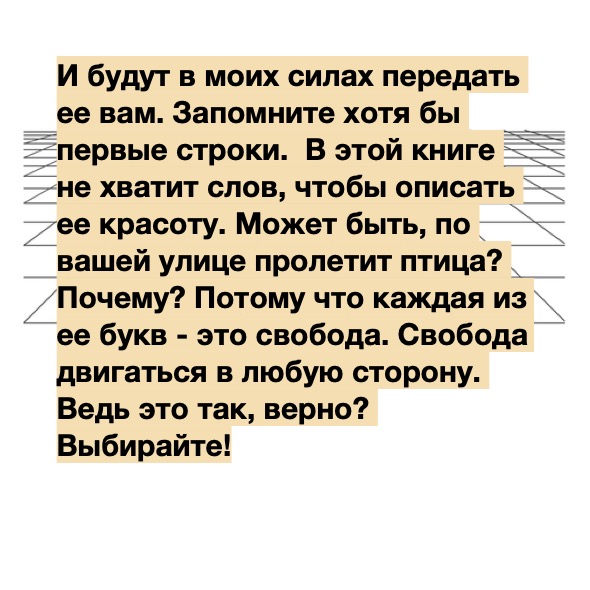 И будут в моих силах передать
ее вам. Запомните хотя бы
первые строки.  В этой книге
не хватит слов, чтобы описать
ее красоту. Может быть, по
вашей улице пролетит птица?
Почему? Потому что каждая из
ее букв - это свобода. Свобода
двигаться в любую сторону.
Ведь это так, верно?
Выбирайте!